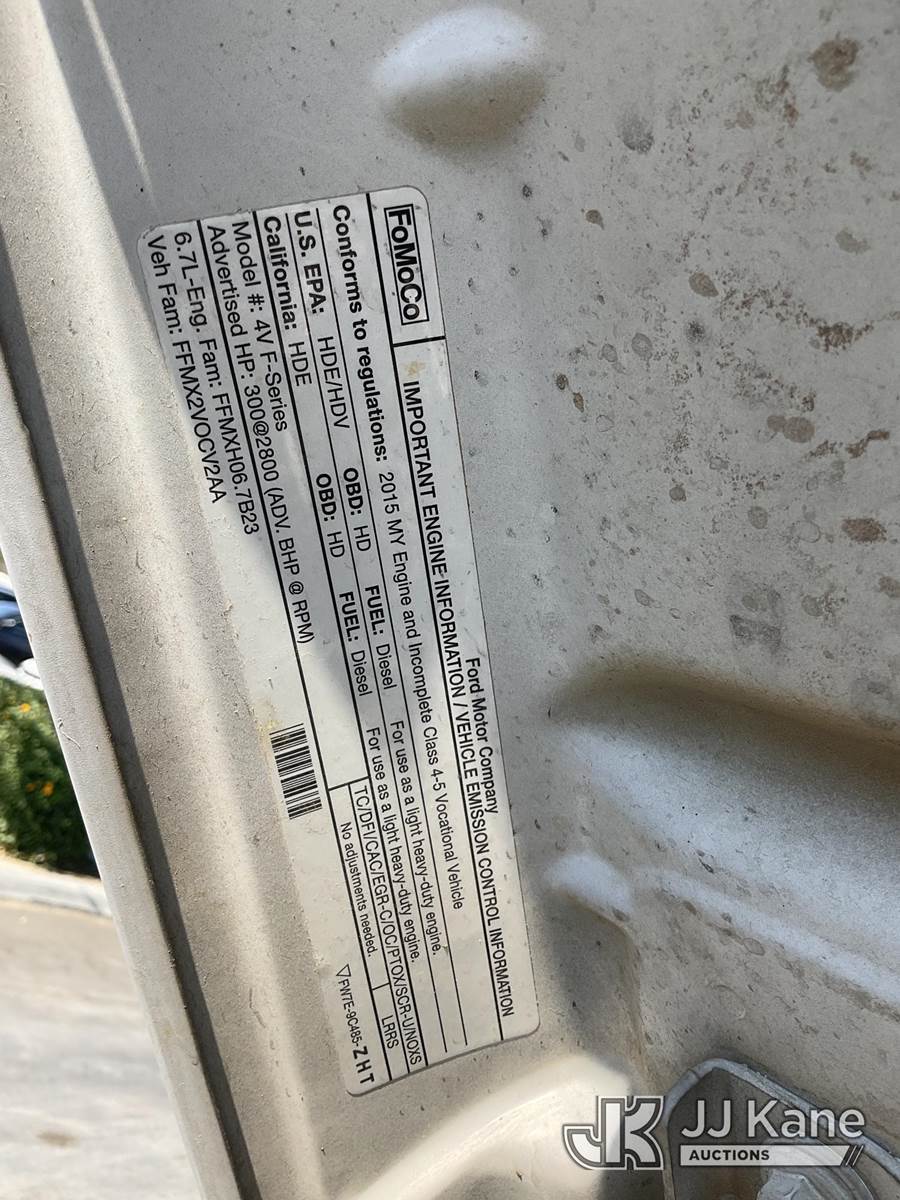 FoMoCo
Ford Motor Company
IMPORTANT ENGINE INFORMATION / VEHICLE EMISSION CONTROL INFORMATION
Conforms to regulations: 2015 MY Engine and Incomplete Class 4-5 Vocational Vehicle
U.S. EPA: HDE/HDV OBD: HD FUEL: Diesel For use as a light heavy-duty engine.
California: HDE OBD: HD FUEL: Diesel For use as a light heavy-duty engine.
Model #: 4V F-Series
TC/DFI/CAC/EGR-C/OC/PTOX/SCR-U/NOXS
Advertised HP: 300@2800 (ADV. BHP @ RPM)
No adjustments needed. LRRS
6.7L-Eng. Fam: FFMXH06.7B23
Veh Fam: FFMX2VOCV2AA
FW7E-9C485-ZHT
JK JJ Kane
AUCTIONS